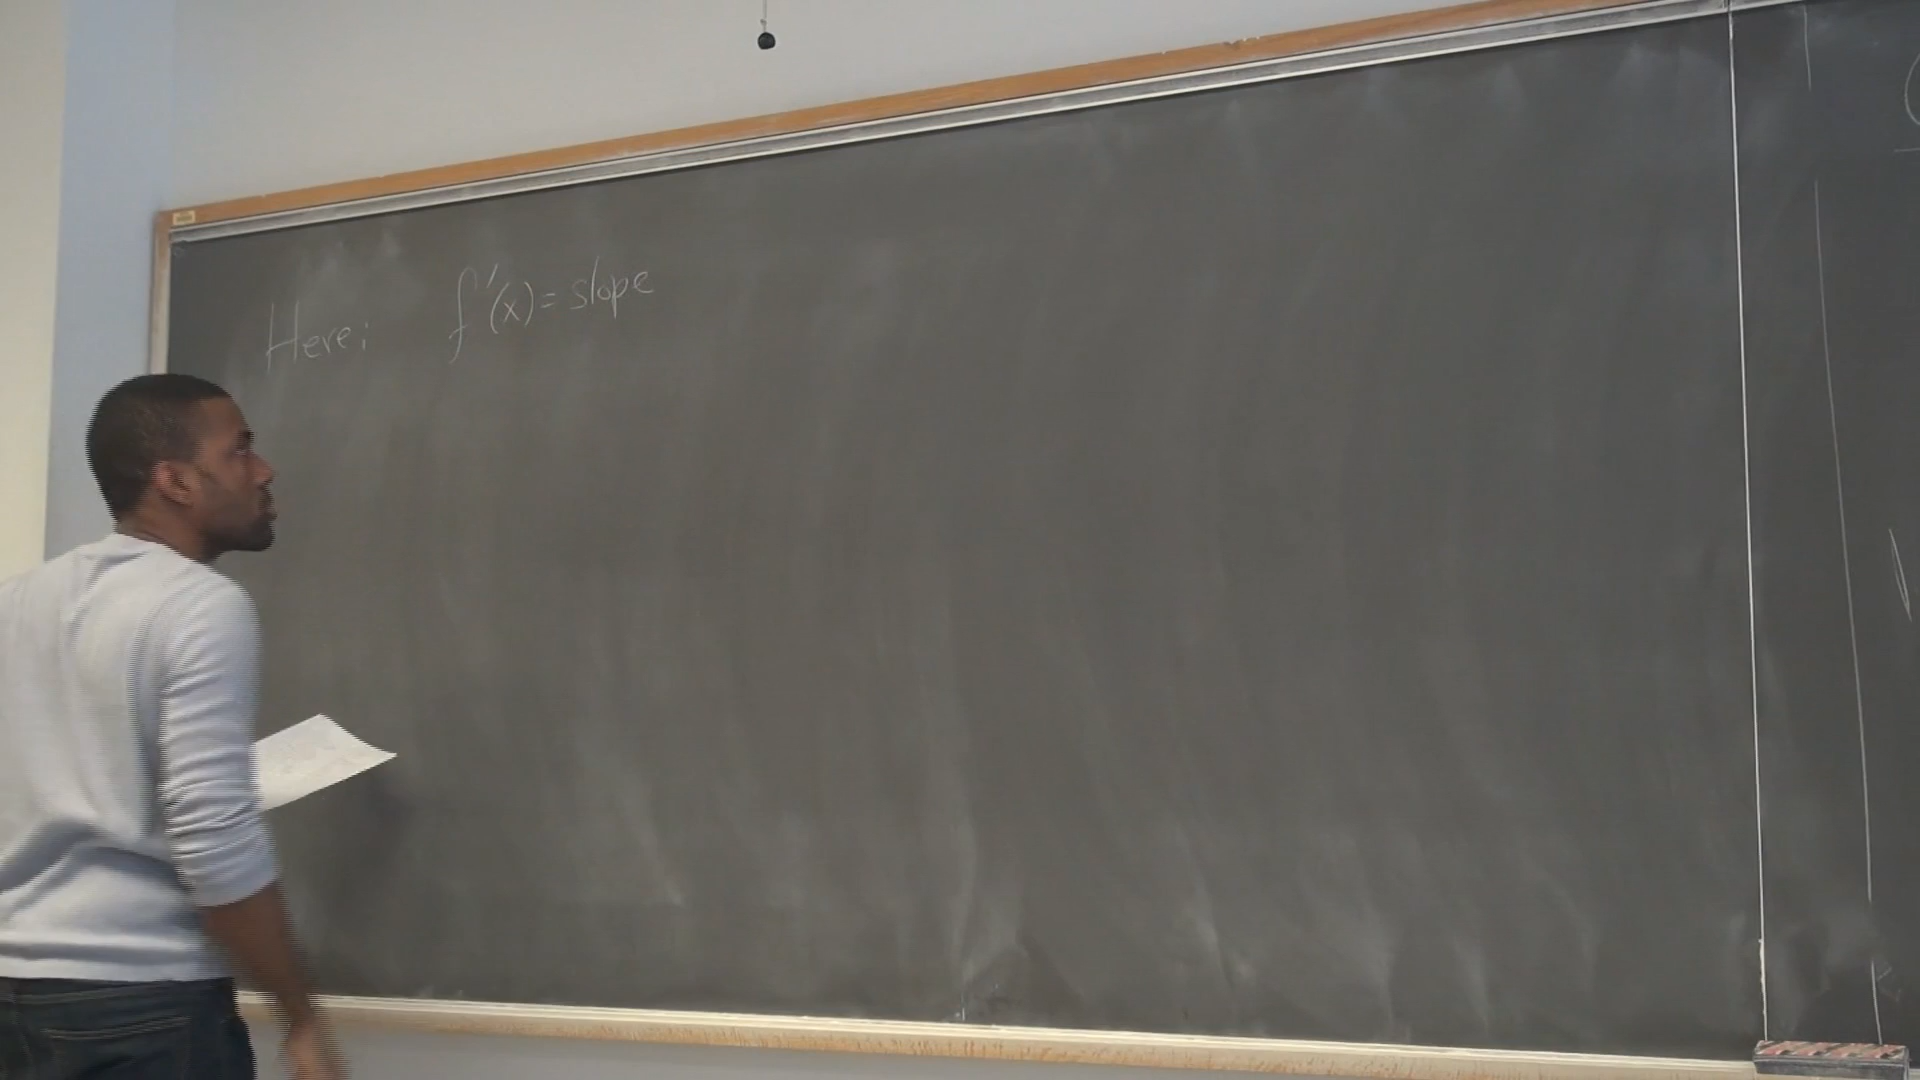 Here: f'(x) = slope